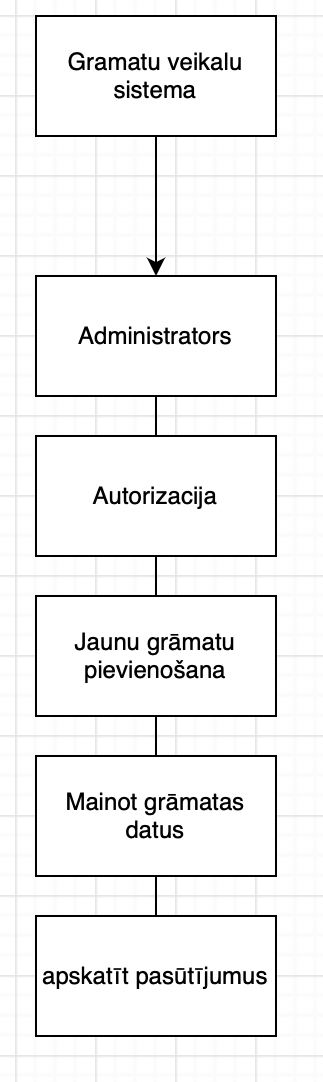 Gramatu veikalu
sistema
Administrators
Autorizacija
Jaunu grāmatu
pievienošana
Mainot grāmatas
datus
apskatīt pasūtījumus